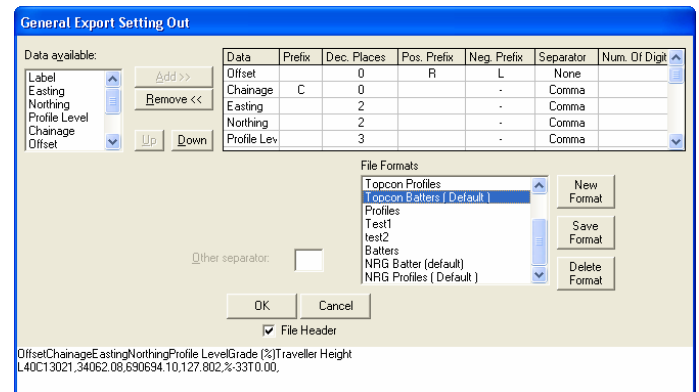 General Export Setting Out
Data available:
Label
Easting
Northing
Profile Level
Chainage
Offset
Add >>
Remove <<
Up Down
Data Prefix Dec. Places Pos. Prefix Neg. Prefix Separator Num. Of Digit
Offset 0 R L None
Chainage C 0 - Comma
Easting 2 - Comma
Northing 2 - Comma
Profile Lev 3 - Comma
File Formats
Topcon Profiles
Topcon Batters ( Default )
Profiles
Test1
test2
Batters
NRG Batter (default)
NRG Profiles ( Default )
New Format
Save Format
Delete Format
Other separator:
OK Cancel
File Header
OffsetChainageEastingNorthingProfile LevelGrade (%)Traveller Height
L40C13021,34062.08,690694.10,127.802,%-33T0.00,